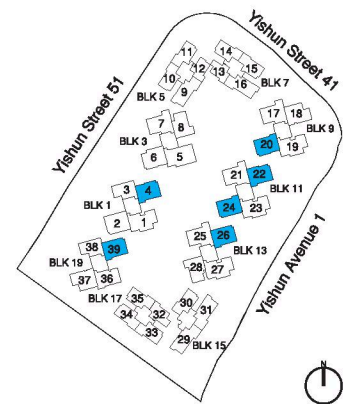 Yishun Street 41
Yishun Street 51
Yishun Avenue 1
11
12
10
9
BLK 5
14
13
15
16
BLK 7
7
8
BLK 3
6
5
17
18
BLK 9
20
19
3
4
BLK 1
2
1
21
22
BLK 11
24
23
38
39
BLK 19
37
36
25
26
BLK 13
28
27
BLK 17
35
34
32
33
30
31
29
BLK 15
N